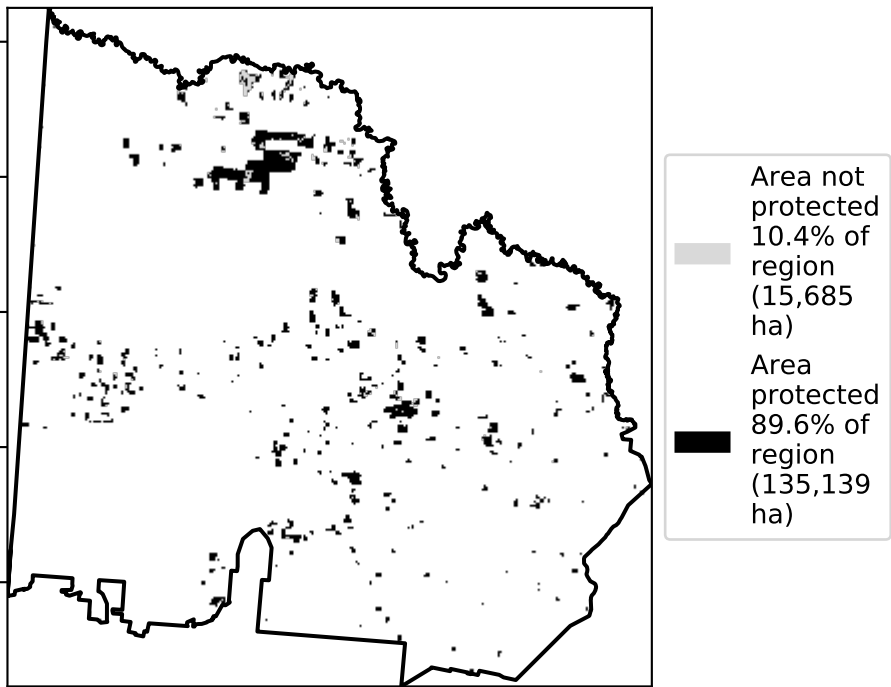 Area not
protected
10.4% of
region
(15,685
ha)
Area
protected
89.6% of
region
(135,139
ha)